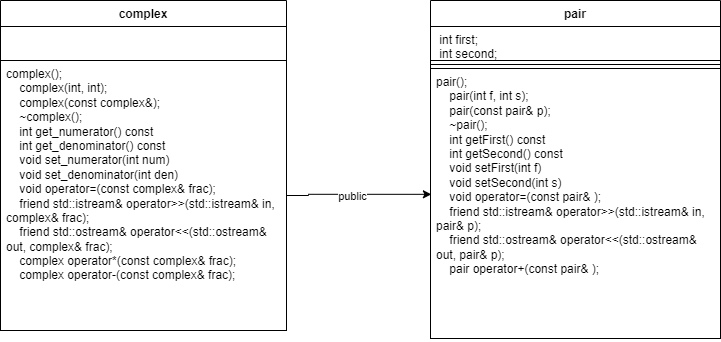 complex
complex();
complex(int, int);
complex(const complex&);
~complex();
int get_numerator() const
int get_denominator() const
void set_numerator(int num)
void set_denominator(int den)
void operator=(const complex& frac);
friend std::istream& operator>>(std::istream& in,
complex& frac);
friend std::ostream& operator<<(std::ostream&
out, complex& frac);
complex operator*(const complex& frac);
complex operator-(const complex& frac);
public
pair
int first;
int second;
pair();
pair(int f, int s);
pair(const pair& p);
~pair();
int getFirst() const
int getSecond() const
void setFirst(int f)
void setSecond(int s)
void operator=(const pair& );
friend std::istream& operator>>(std::istream& in,
pair& p);
friend std::ostream& operator<<(std::ostream&
out, pair& p);
pair operator+(const pair& );